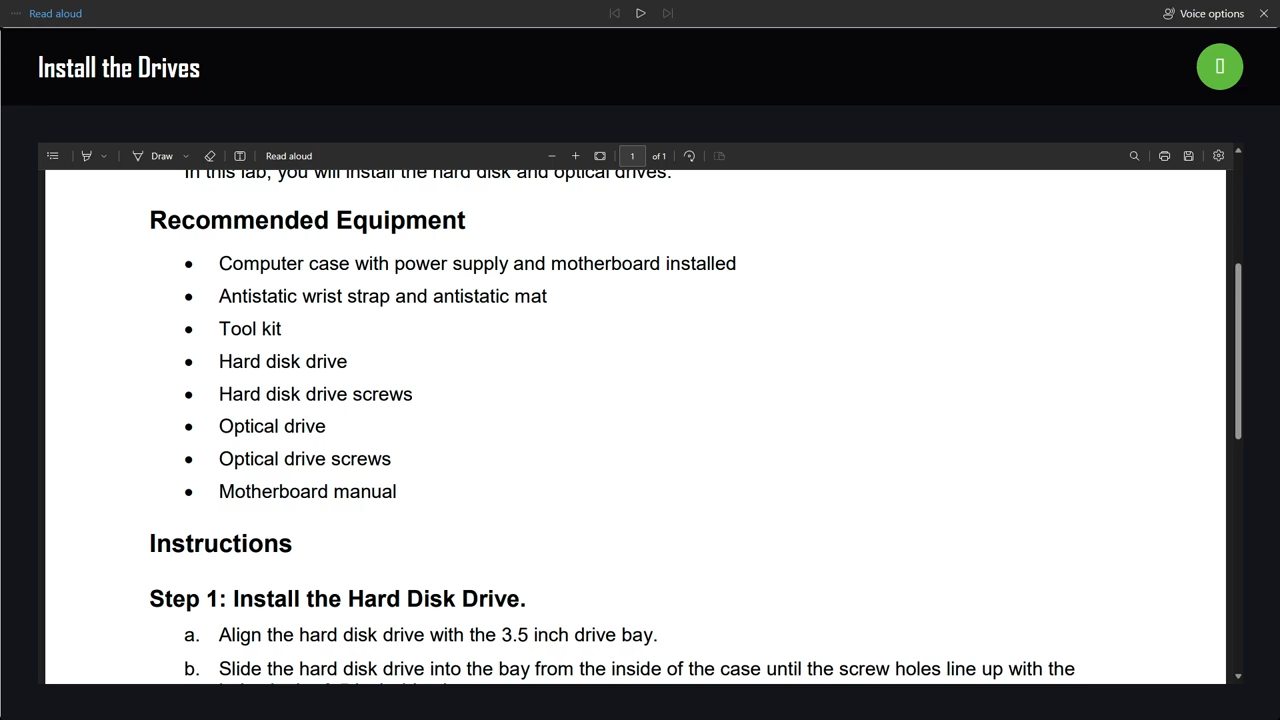 Read aloud
Voice options
Install the Drives
Draw
Read aloud
1 of 1
In this lab, you will install the hard disk and optical drives.
Recommended Equipment
• Computer case with power supply and motherboard installed
• Antistatic wrist strap and antistatic mat
• Tool kit
• Hard disk drive
• Hard disk drive screws
• Optical drive
• Optical drive screws
• Motherboard manual
Instructions
Step 1: Install the Hard Disk Drive.
a. Align the hard disk drive with the 3.5 inch drive bay.
b. Slide the hard disk drive into the bay from the inside of the case until the screw holes line up with the